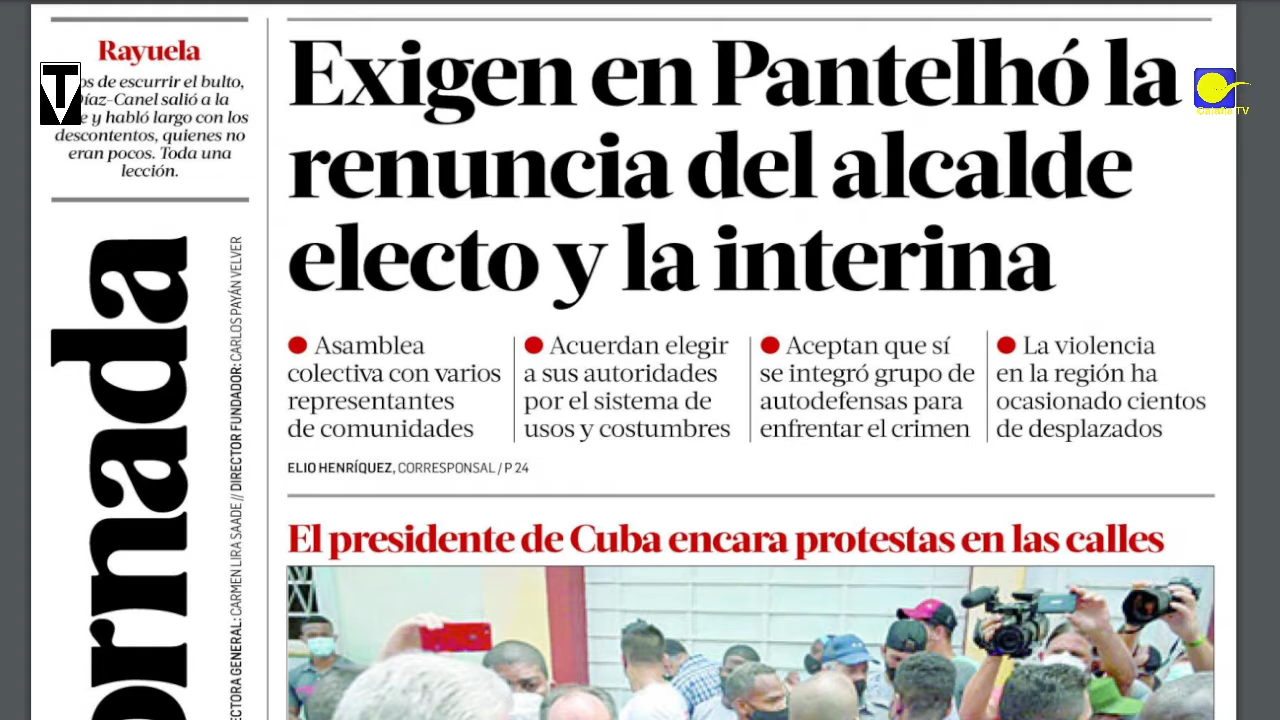 Rayuela
os de escurrir el bulto,
íaz-Canel salió a la
e y habló largo con los
descontentos, quienes no
eran pocos. Toda una
lección.
T
ornada
ECTORA GENERAL: CARMEN LIRA SAADE // DIRECTOR FUNDADOR: CARLOS PAYÁN VELVER
Exigen en Pantelhó la
renuncia del alcalde
electo y la interina
● Asamblea
colectiva con varios
representantes
de comunidades
● Acuerdan elegir
a sus autoridades
por el sistema de
usos y costumbres
● Aceptan que sí
se integró grupo de
autodefensas para
enfrentar el crimen
● La violencia
en la región ha
ocasionado cientos
de desplazados
ELIO HENRÍQUEZ, CORRESPONSAL / P 24
El presidente de Cuba encara protestas en las calles